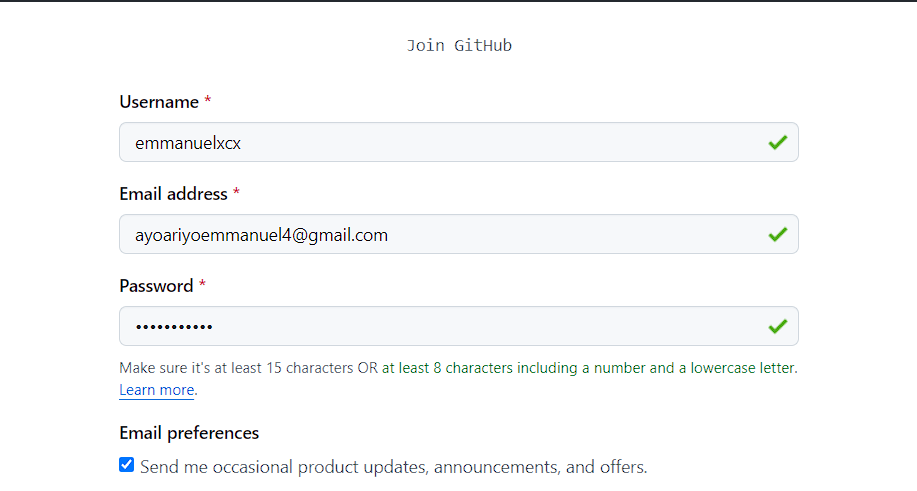 Join GitHub
Username *
emmanuelxcx
Email address *
ayoariyoemmanuel4@gmail.com
Password *
•••••••••••
Make sure it's at least 15 characters OR at least 8 characters including a number and a lowercase letter.
Learn more.
Email preferences
Send me occasional product updates, announcements, and offers.